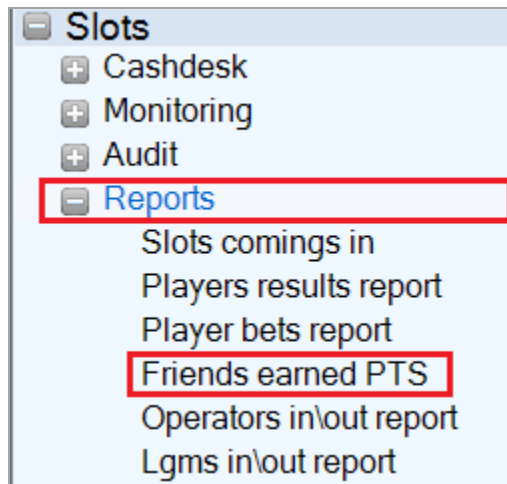 Slots
Cashdesk
Monitoring
Audit
Reports
Slots comings in
Players results report
Player bets report
Friends earned PTS
Operators in\out report
Lgms in\out report